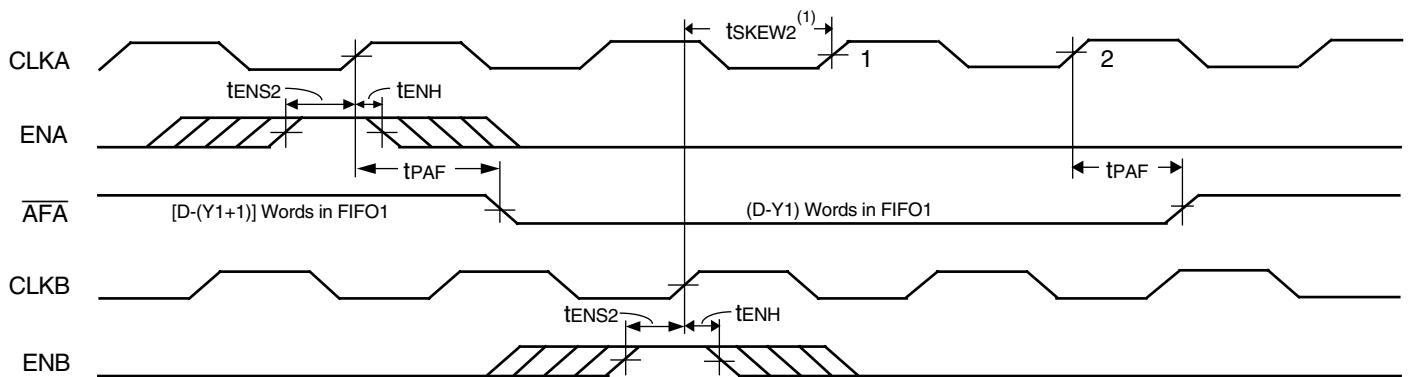 tSKEW2(1)
CLKA
1
2
tENS2
tENH
ENA
tPAF
tPAF
AFA
[D-(Y1+1)] Words in FIFO1
(D-Y1) Words in FIFO1
CLKB
tENS2
tENH
ENB